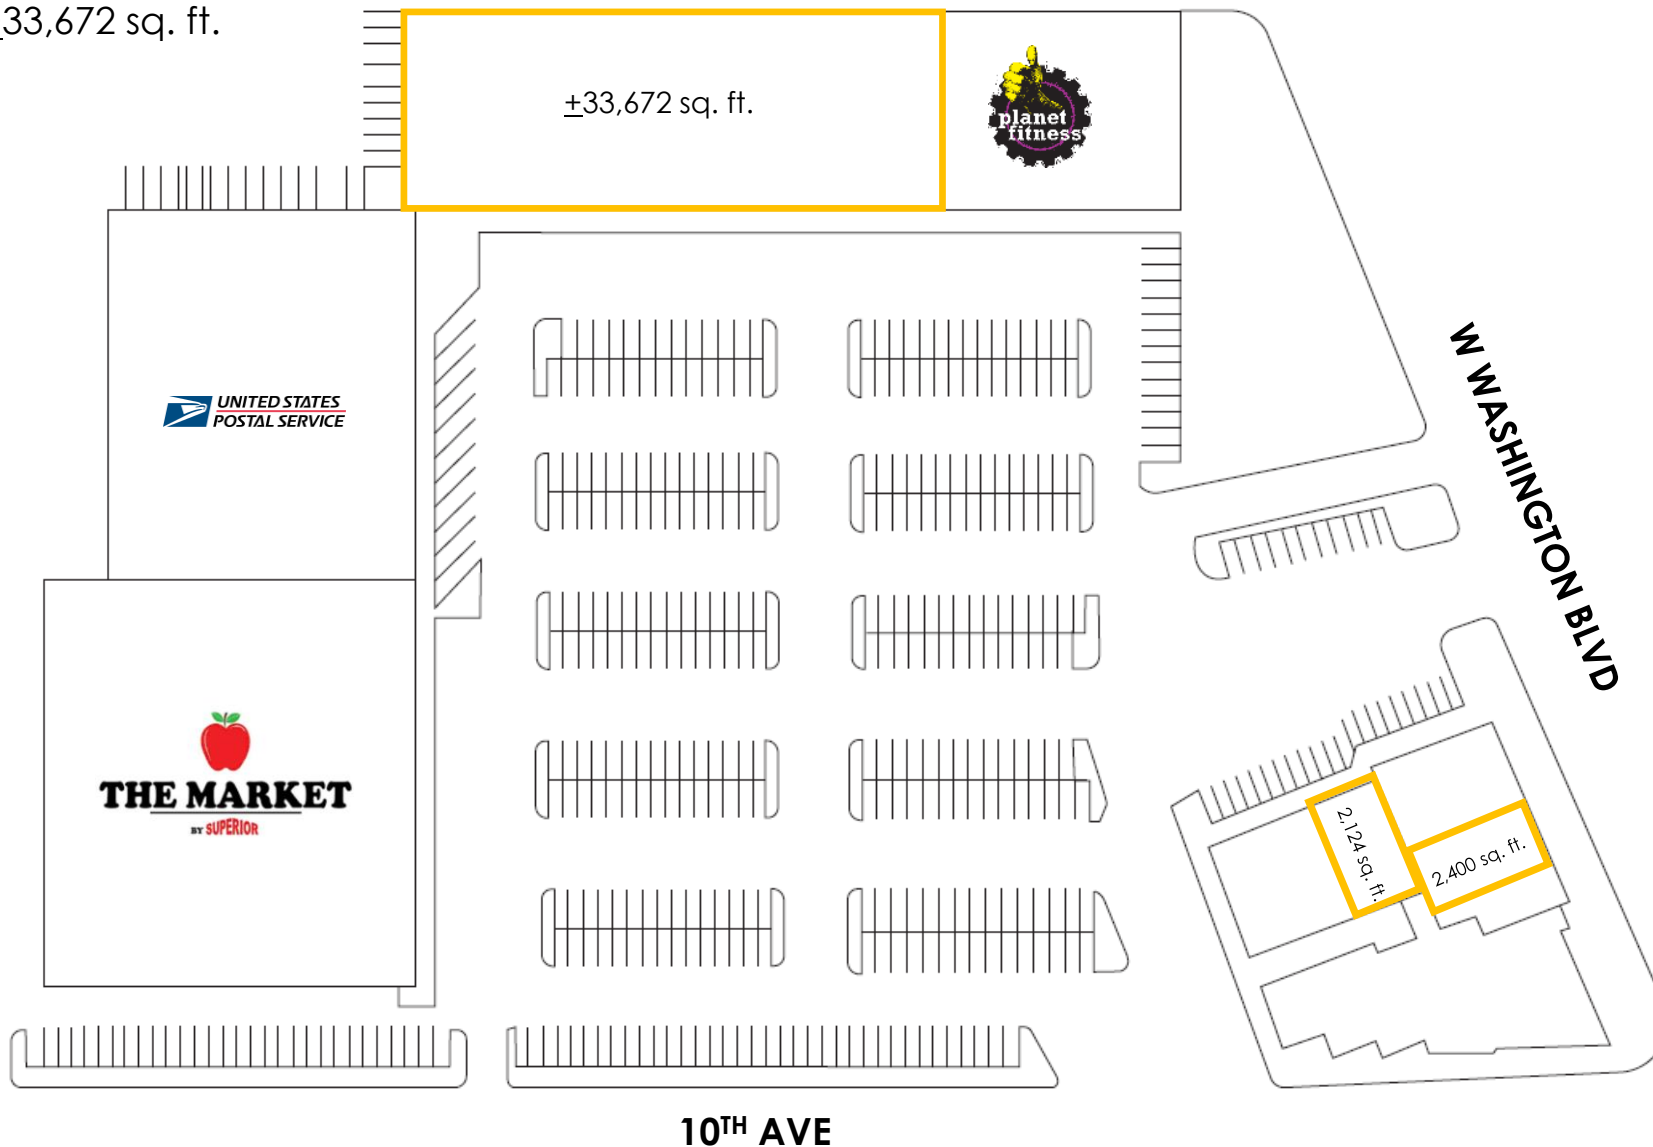 ±33,672 sq. ft.
±33,672 sq. ft.
planet
fitness
UNITED STATES
POSTAL SERVICE
W WASHINGTON BLVD
THE MARKET
BY SUPERIOR
2,124 sq. ft.
2,400 sq. ft.
10TH AVE